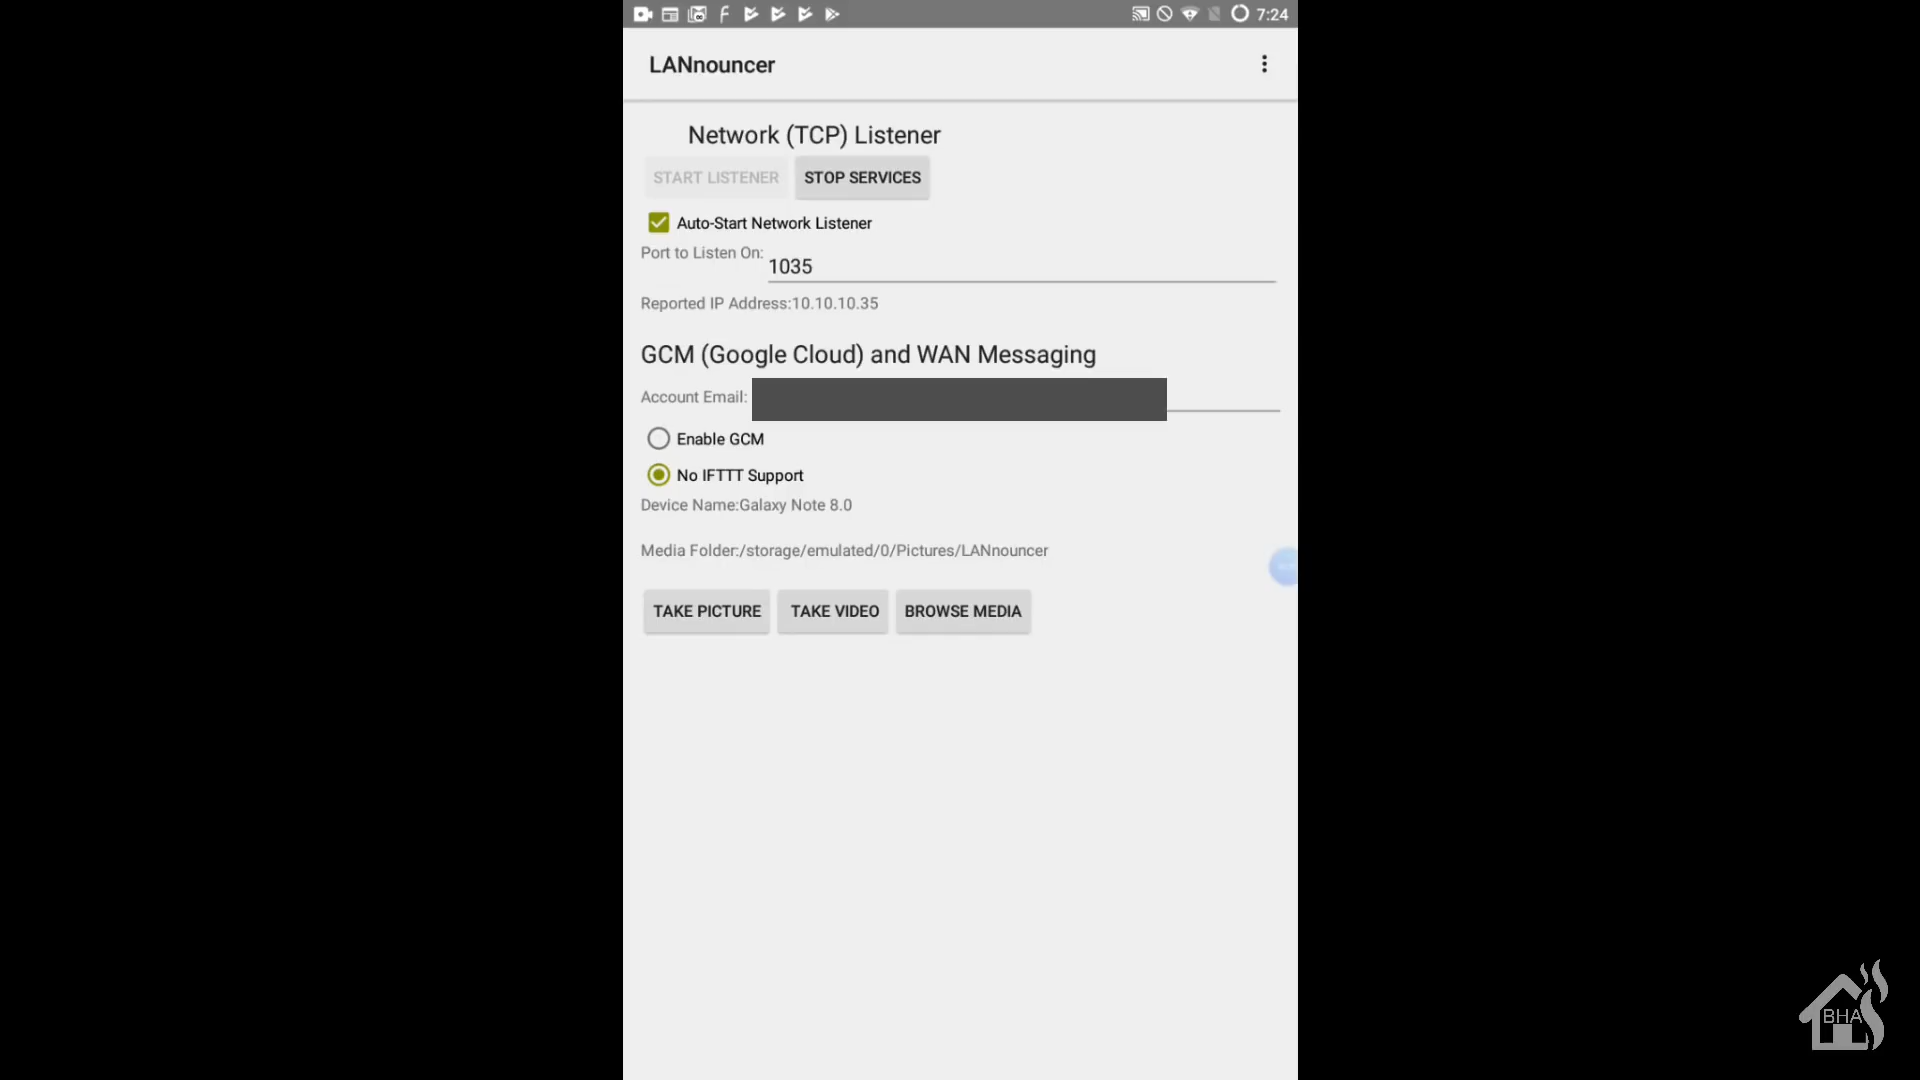 7:24
LANnouncer
Network (TCP) Listener
START LISTENER STOP SERVICES
Auto-Start Network Listener
Port to Listen On: 1035
Reported IP Address:10.10.10.35
GCM (Google Cloud) and WAN Messaging
Account Email:
Enable GCM
No IFTTT Support
Device Name:Galaxy Note 8.0
Media Folder:/storage/emulated/0/Pictures/LANnouncer
TAKE PICTURE TAKE VIDEO BROWSE MEDIA
BHA